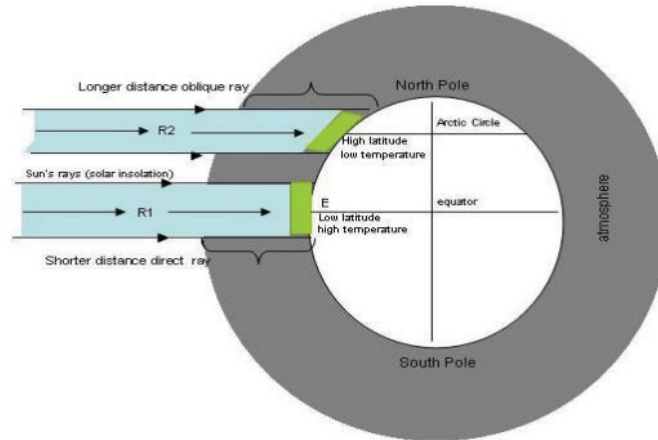 Longer distance oblique ray
North Pole
R2
Arctic Circle
High latitude
low temperature
Sun's rays (solar insolation)
R1
E
equator
Low latitude
high temperature
atmosphere
Shorter distance direct ray
South Pole